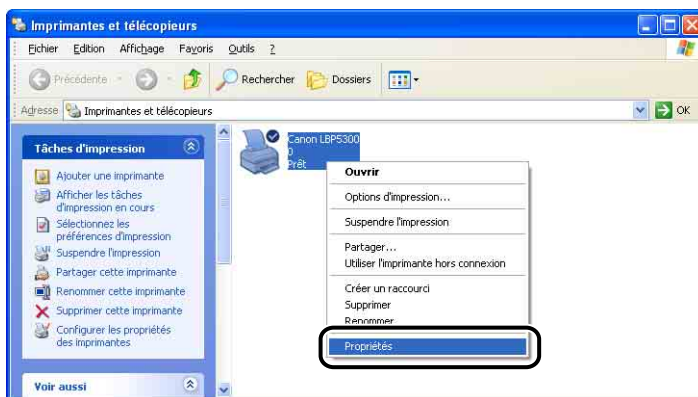 Imprimantes et télécopieurs
Fichier Edition Affichage Favoris Outils ?
Précédente Rechercher Dossiers
Adresse Imprimantes et télécopieurs OK
Tâches d'impression
Ajouter une imprimante
Afficher les tâches
d'impression en cours
Sélectionnez les
préférences d'impression
Suspendre l'impression
Partager cette imprimante
Renommer cette imprimante
Supprimer cette imprimante
Configurer les propriétés
des imprimantes
Voir aussi
Canon LBP5300
0
Prêt
Ouvrir
Options d'impression...
Suspendre l'impression
Partager...
Utiliser l'imprimante hors connexion
Créer un raccourci
Supprimer
Renommer
Propriétés